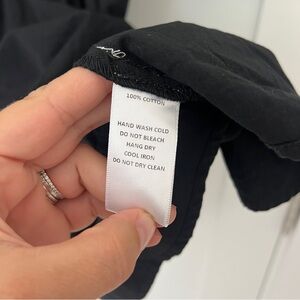 100% COTTON
HAND WASH COLD
DO NOT BLEACH
HANG DRY
COOL IRON
DO NOT DRY CLEAN